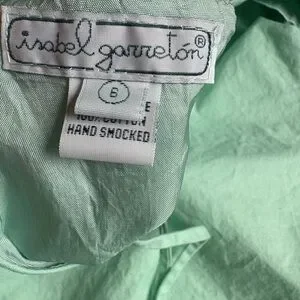 isabel garretón®
6
E
100% COTTON
HAND SMOCKED